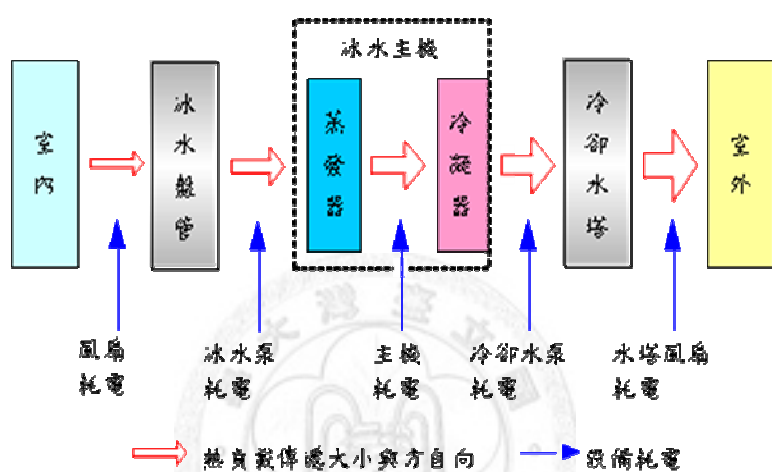 冰水主機
室內
冰水盤管
蒸發器
冷凝器
冷卻水塔
室外
風扇
耗電
冰水泵
耗電
主機
耗電
冷卻水泵
耗電
水塔風扇
耗電
熱負載傳遞大小與方自向
設備耗電